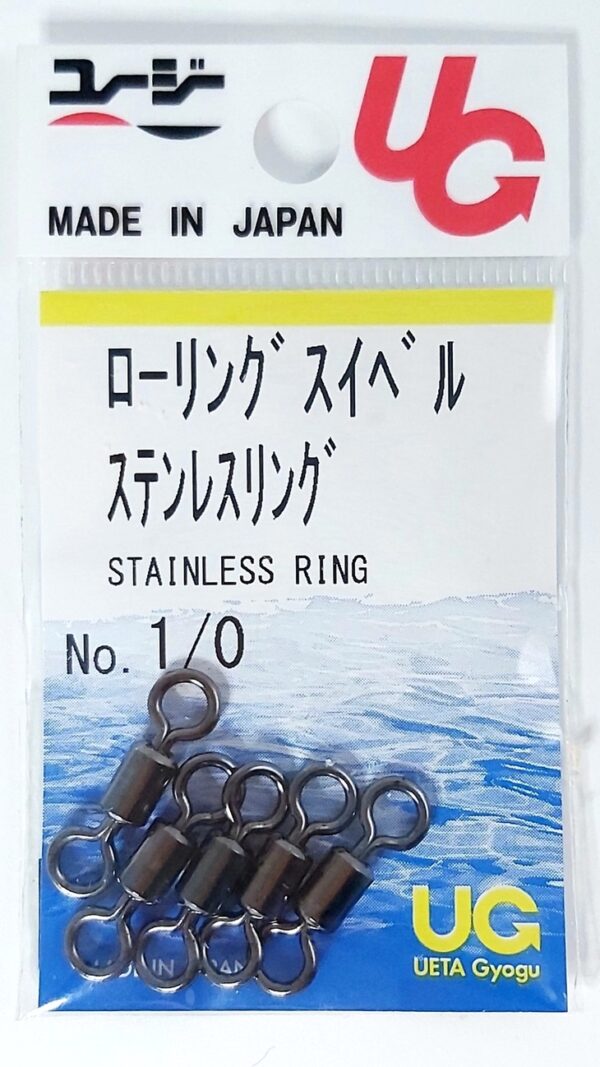 ユージー
UG
MADE IN JAPAN
ローリングスイベル
ステンレスリング
STAINLESS RING
No. 1/0
UG
UETA Gyogu